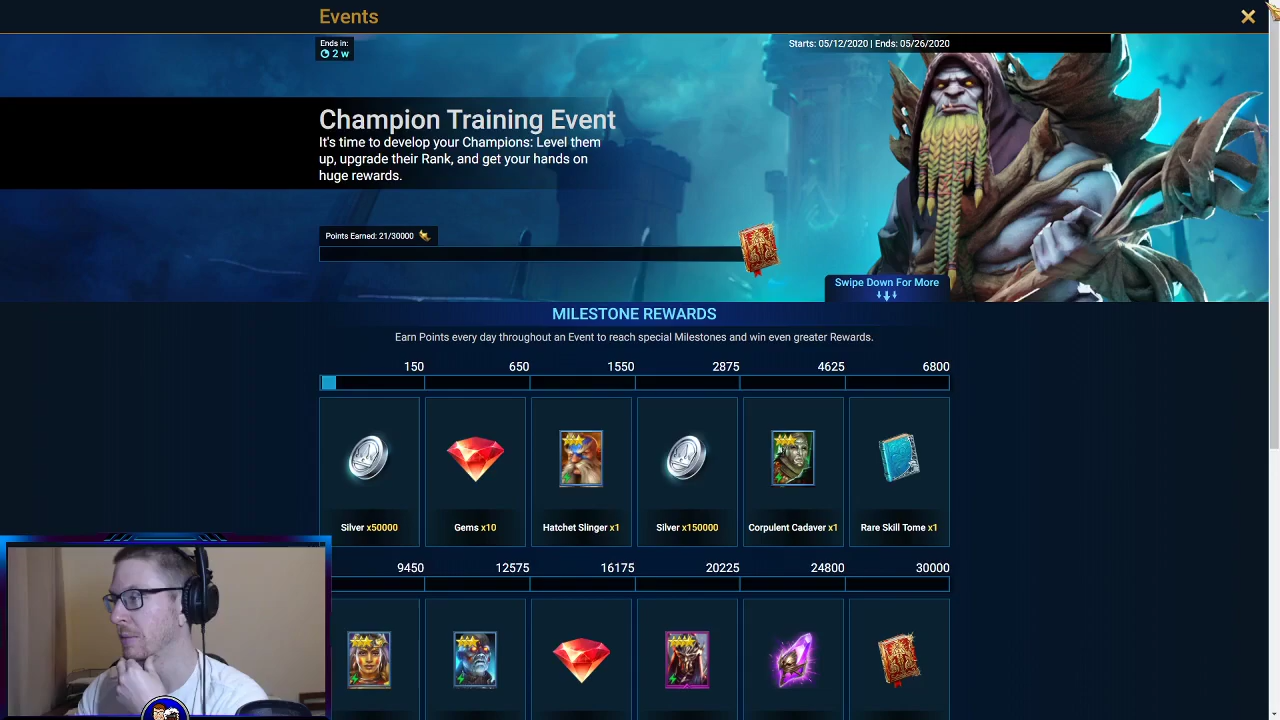 Events
Ends in:
2 w
Starts: 05/12/2020 | Ends: 05/26/2020
Champion Training Event
It's time to develop your Champions: Level them
up, upgrade their Rank, and get your hands on
huge rewards.
Points Earned: 21/30000
Swipe Down For More
MILESTONE REWARDS
Earn Points every day throughout an Event to reach special Milestones and win even greater Rewards.
150 650 1550 2875 4625 6800
Silver x50000 Gems x10 Hatchet Slinger x1 Silver x150000 Corpulent Cadaver x1 Rare Skill Tome x1
9450 12575 16175 20225 24800 30000